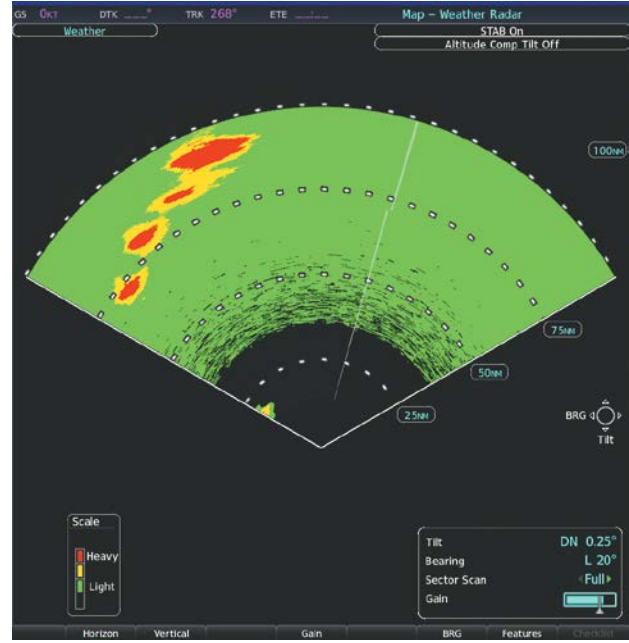 GS 0KT DTK ___° TRK 268° ETE __:__ Map – Weather Radar
Weather
STAB On
Altitude Comp Tilt Off
100NM
75NM
50NM
25NM
BRG
Tilt
Scale
Heavy
Light
Tilt DN 0.25°
Bearing L 20°
Sector Scan Full
Gain
Horizon Vertical Gain BRG Features Checklist